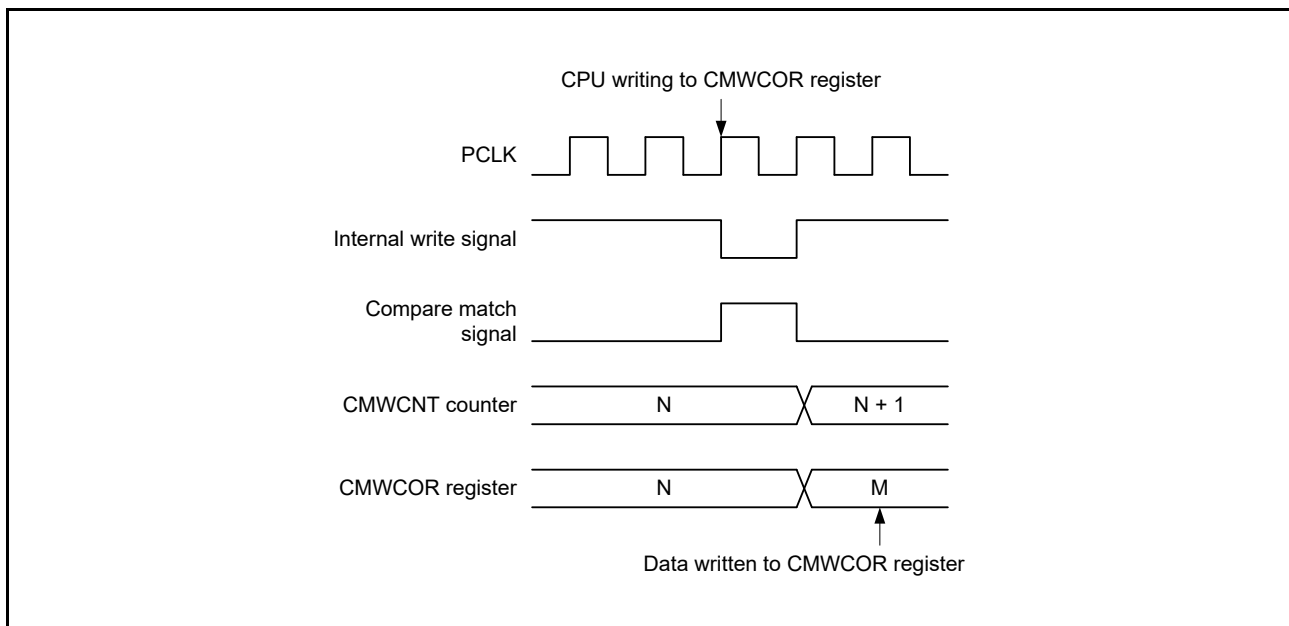 CPU writing to CMWCOR register
PCLK
Internal write signal
Compare match
signal
CMWCNT counter
N
N + 1
CMWCOR register
N
M
Data written to CMWCOR register